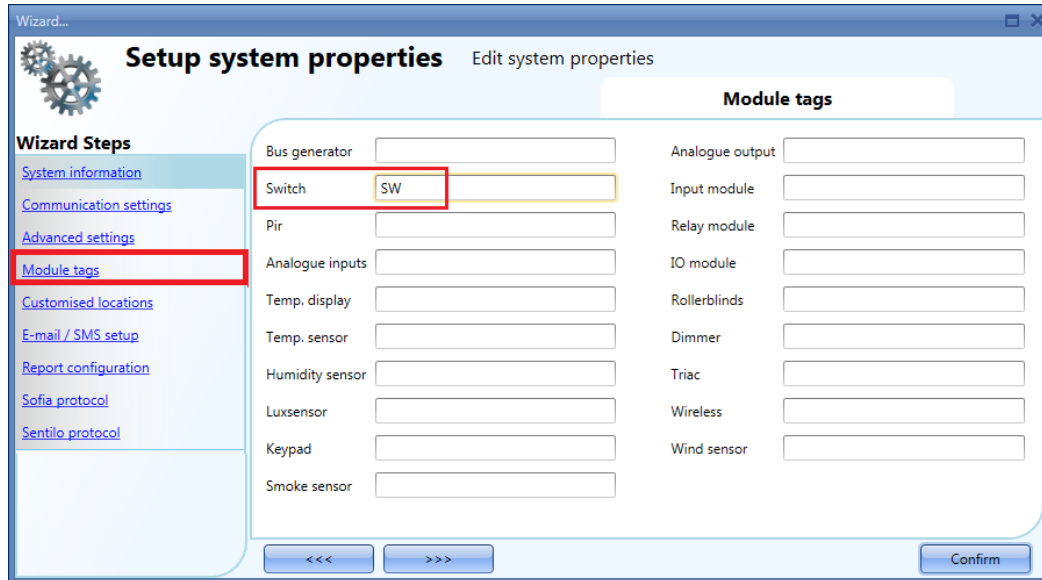 Wizard...
Setup system properties Edit system properties
Module tags
Wizard Steps
System information
Communication settings
Advanced settings
Module tags
Customised locations
E-mail / SMS setup
Report configuration
Sofia protocol
Sentilo protocol
Bus generator
Switch SW
Pir
Analogue inputs
Temp. display
Temp. sensor
Humidity sensor
Luxsensor
Keypad
Smoke sensor
Analogue output
Input module
Relay module
IO module
Rollerblinds
Dimmer
Triac
Wireless
Wind sensor
<<< >>> Confirm